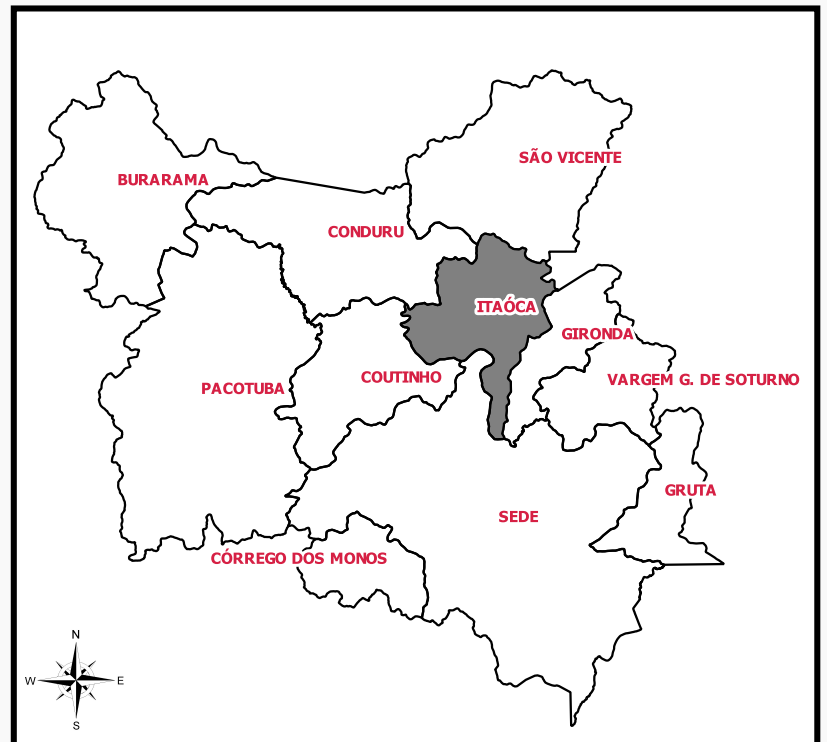 SÃO VICENTE
BURARAMA
CONDURU
ITAÓCA
GIRONDA
COUTINHO
VARGEM G. DE SOTURNO
PACOTUBA
GRUTA
SEDE
CÓRREGO DOS MONOS
N
W E
S